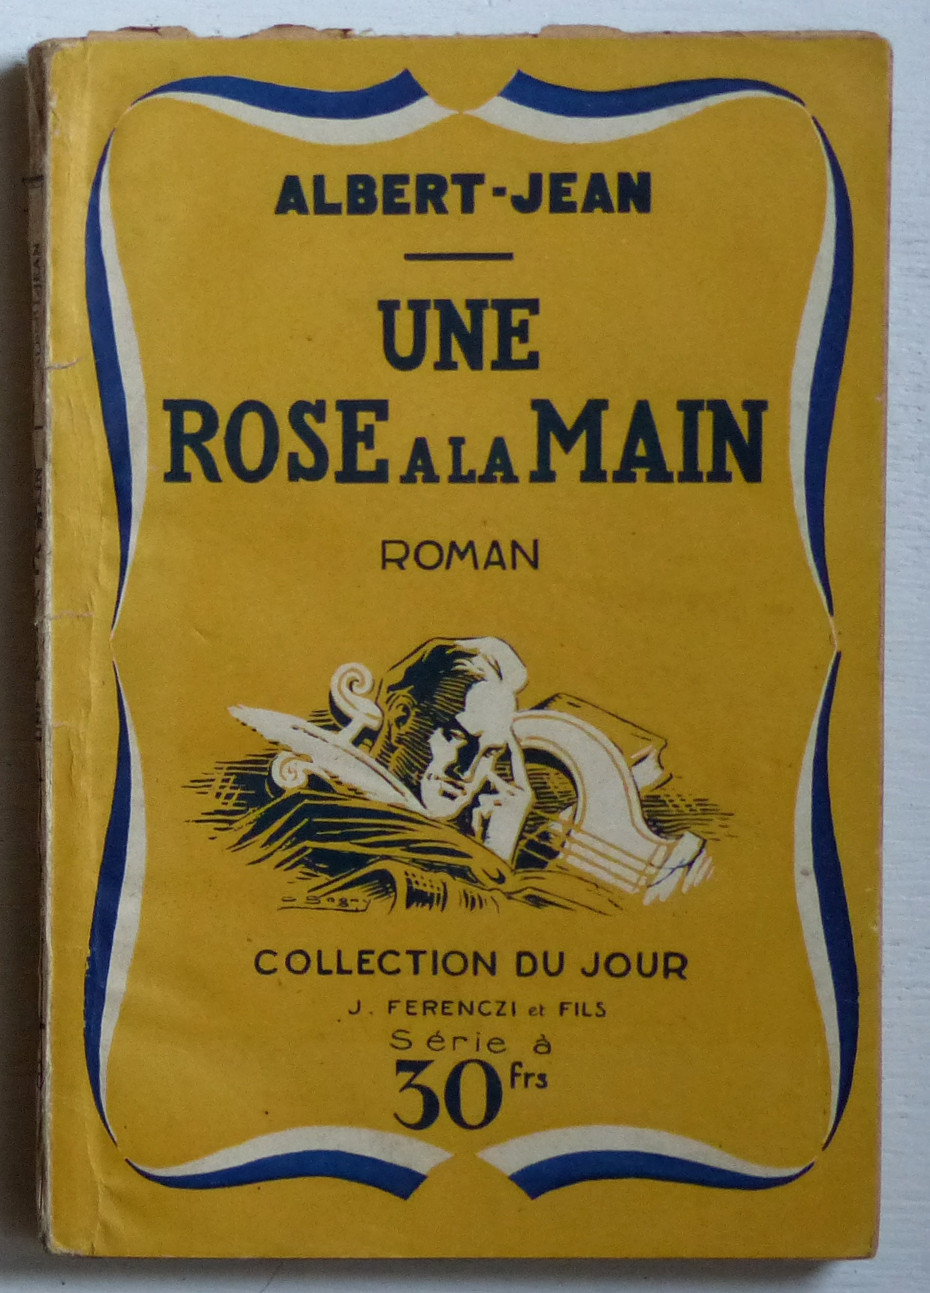 ALBERT-JEAN
UNE
ROSE A LA MAIN
ROMAN
COLLECTION DU JOUR
J. FERENCZI et FILS
Série à
30 frs